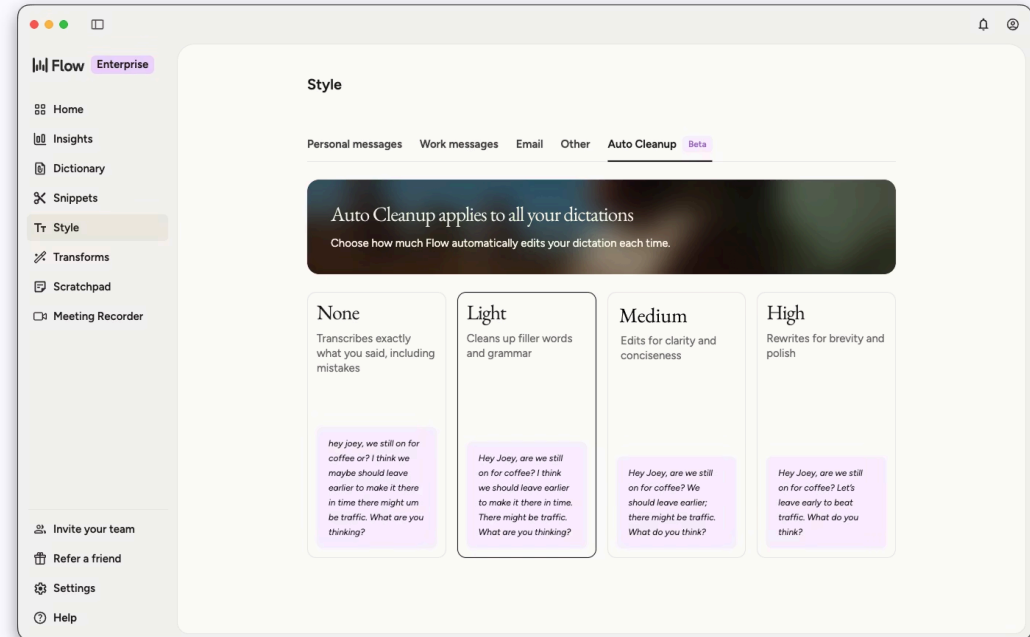 Flow Enterprise
Home
Insights
Dictionary
Snippets
Style
Transforms
Scratchpad
Meeting Recorder
Invite your team
Refer a friend
Settings
Help
Style
Personal messages Work messages Email Other Auto Cleanup Beta
Auto Cleanup applies to all your dictations
Choose how much Flow automatically edits your dictation each time.
None
Transcribes exactly
what you said, including
mistakes
hey joey, we still on for
coffee or? I think we
maybe should leave
earlier to make it there
in time there might um
be traffic. What are you
thinking?
Light
Cleans up filler words
and grammar
Hey Joey, are we still
on for coffee? I think
we should leave earlier
to make it there in time.
There might be traffic.
What are you thinking?
Medium
Edits for clarity and
conciseness
Hey Joey, are we still
on for coffee? We
should leave earlier;
there might be traffic.
What do you think?
High
Rewrites for brevity and
polish
Hey Joey, are we still
on for coffee? Let's
leave early to beat
traffic. What do you
think?